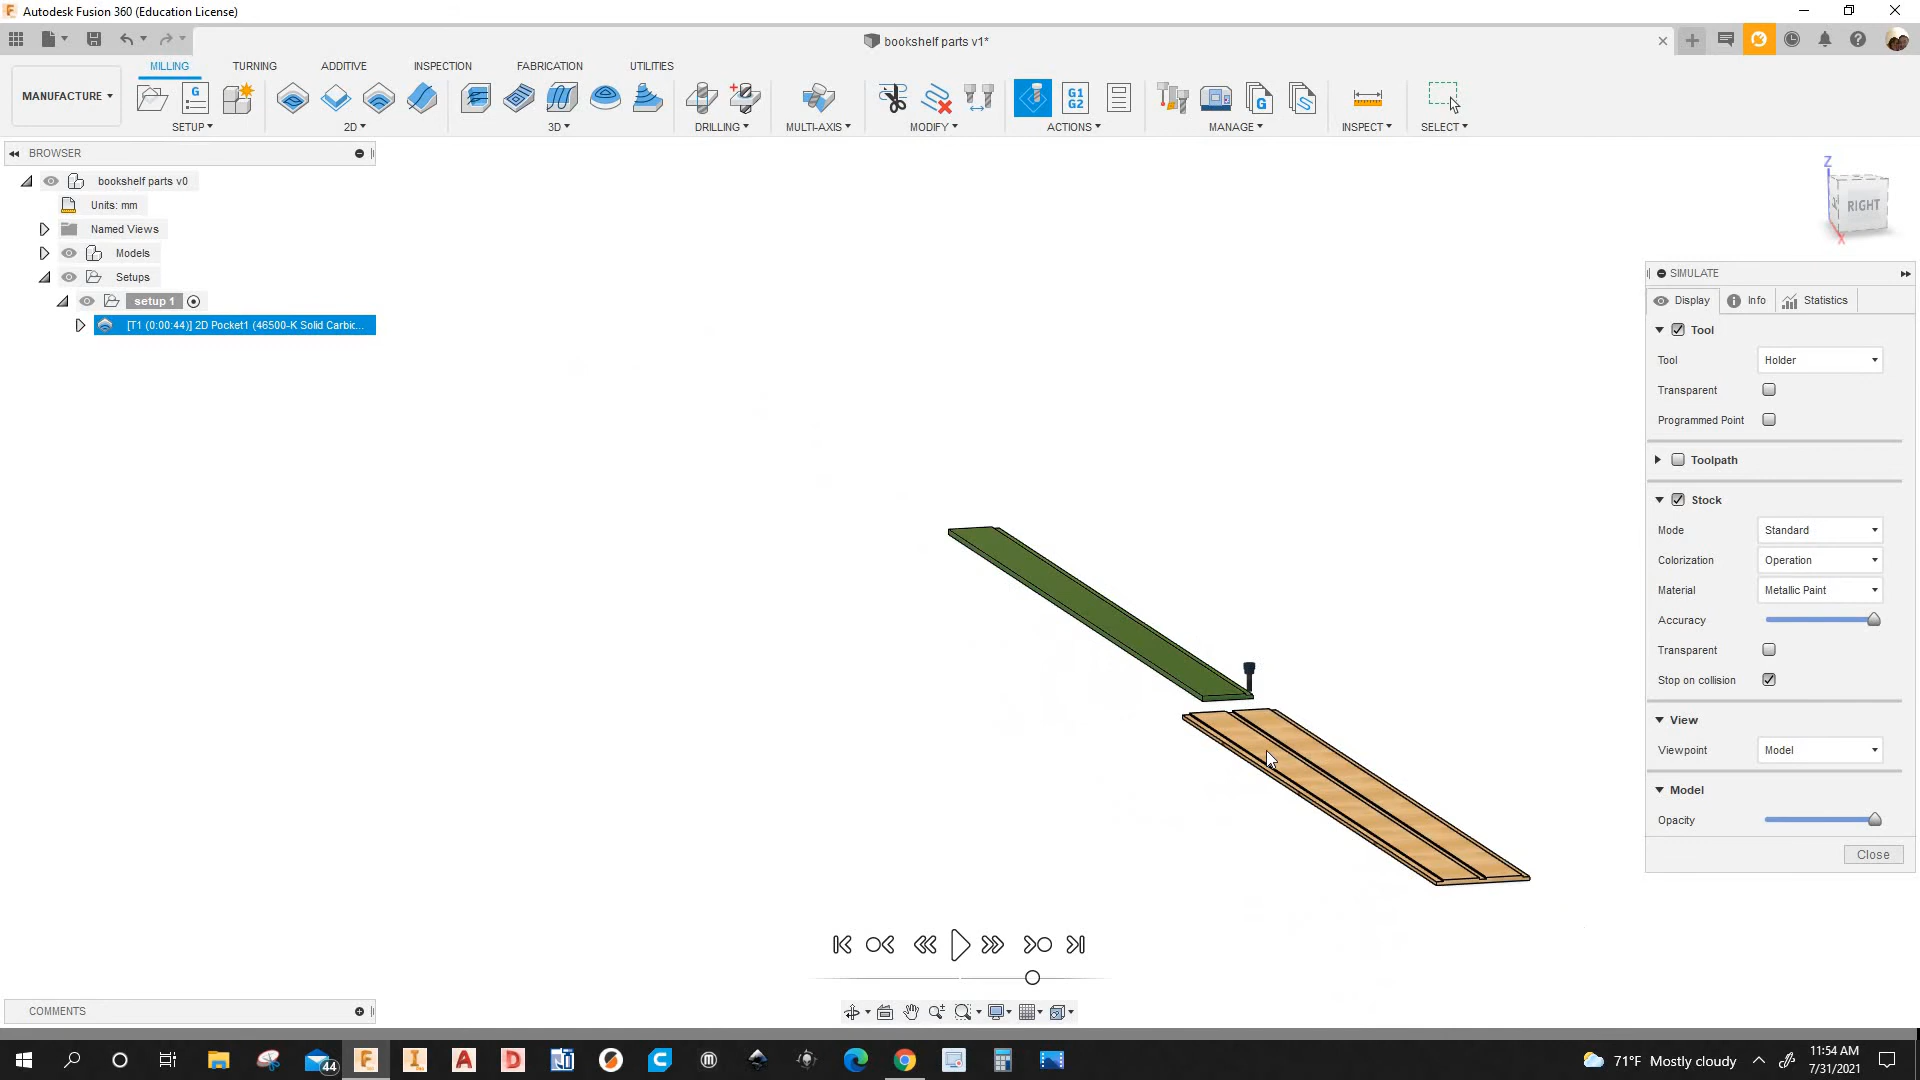 Autodesk Fusion 360 (Education License)
bookshelf parts v1*
MILLING TURNING ADDITIVE INSPECTION FABRICATION UTILITIES
MANUFACTURE
G1
G2
SETUP 2D 3D DRILLING MULTI-AXIS MODIFY ACTIONS MANAGE INSPECT SELECT
BROWSER
bookshelf parts v0
Units: mm
Named Views
Models
Setups
setup 1
[T1 (0:00:44)] 2D Pocket1 (46500-K Solid Carbic...
Z
RIGHT
X
SIMULATE
Display Info Statistics
Tool
Tool Holder
Transparent
Programmed Point
Toolpath
Stock
Mode Standard
Colorization Operation
Material Metallic Paint
Accuracy
Transparent
Stop on collision
View
Viewpoint Model
Model
Opacity
Close
COMMENTS
44
71°F Mostly cloudy
11:54 AM
7/31/2021